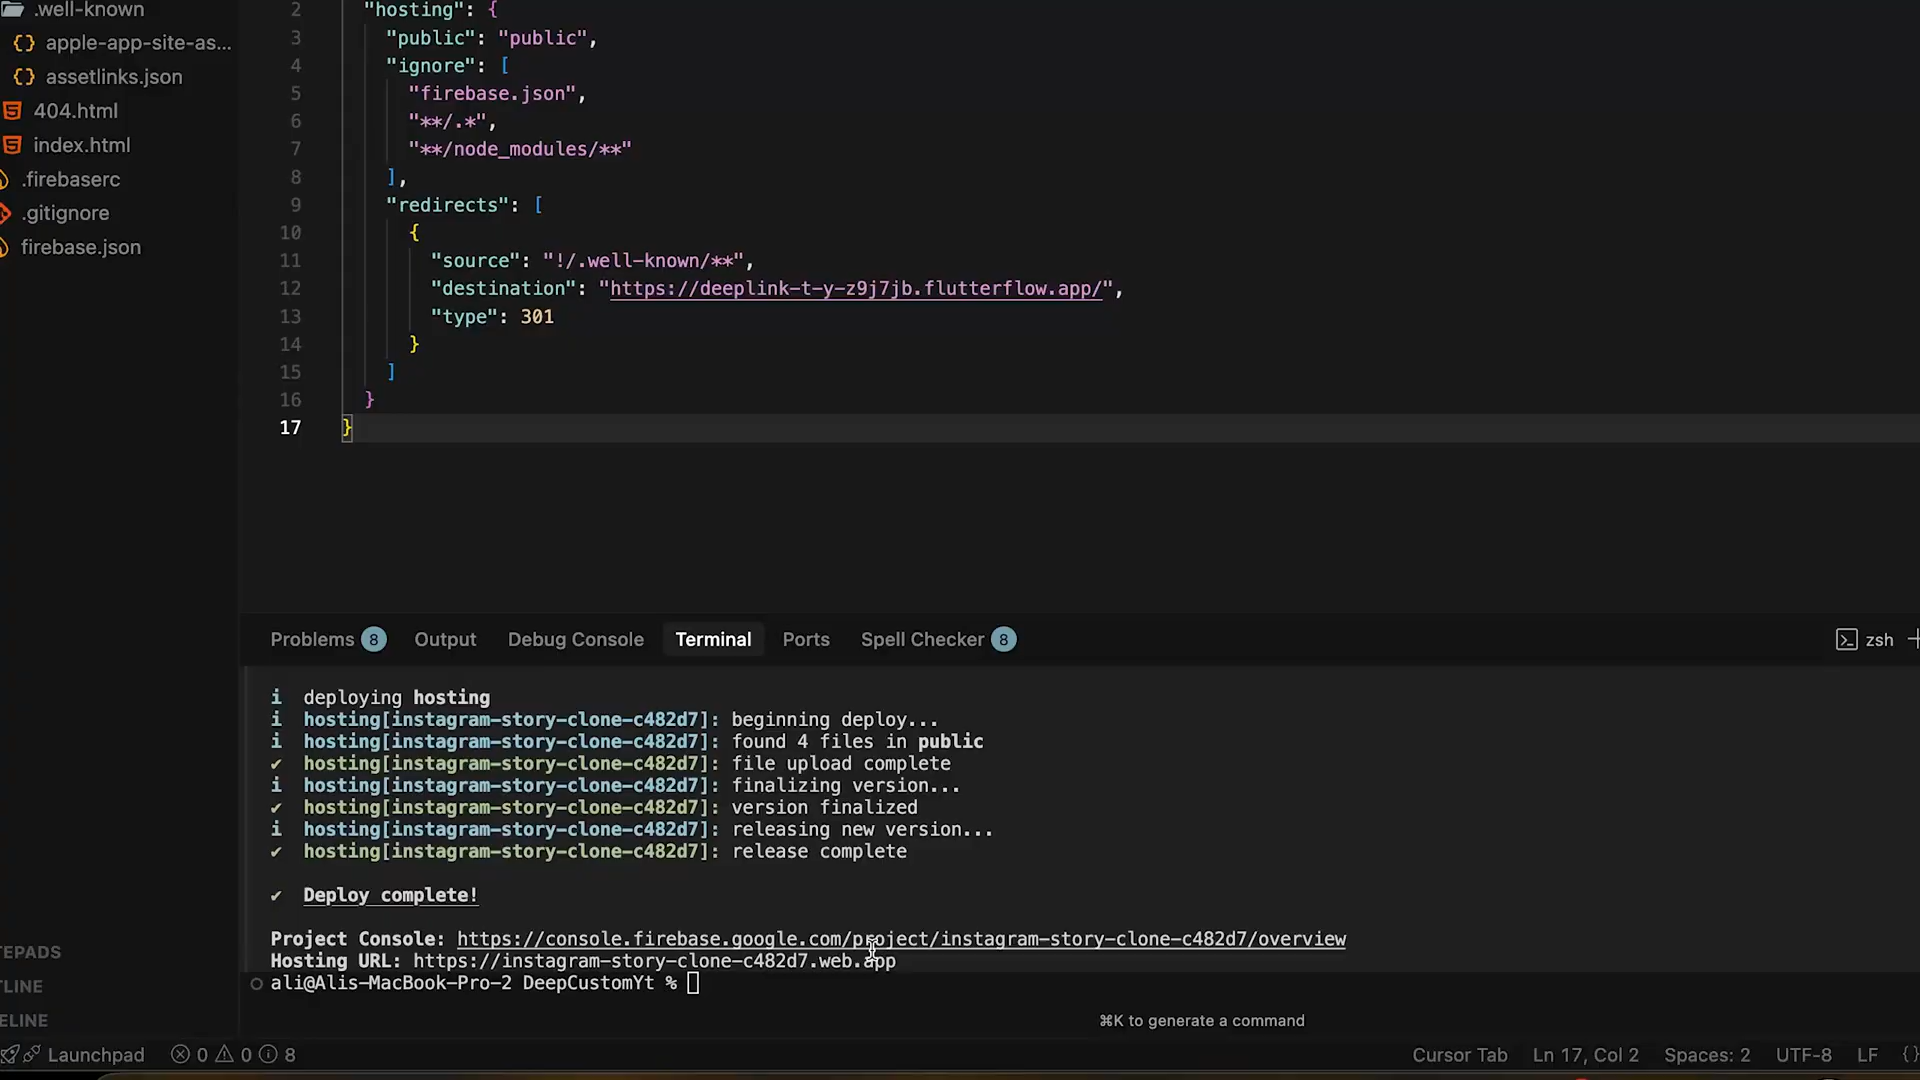 .well-known
apple-app-site-as...
assetlinks.json
404.html
index.html
.firebaserc
.gitignore
firebase.json
2 "hosting": {
3 "public": "public",
4 "ignore": [
5 "firebase.json",
6 "**/.*",
7 "**/node_modules/**"
8 ],
9 "redirects": [
10 {
11 "source": "!/.well-known/**",
12 "destination": "https://deeplink-t-y-z9j7jb.flutterflow.app/",
13 "type": 301
14 }
15 ]
16 }
17 }
Problems 8 Output Debug Console Terminal Ports Spell Checker 8 zsh
i deploying hosting
i hosting[instagram-story-clone-c482d7]: beginning deploy...
i hosting[instagram-story-clone-c482d7]: found 4 files in public
✔ hosting[instagram-story-clone-c482d7]: file upload complete
i hosting[instagram-story-clone-c482d7]: finalizing version...
✔ hosting[instagram-story-clone-c482d7]: version finalized
i hosting[instagram-story-clone-c482d7]: releasing new version...
✔ hosting[instagram-story-clone-c482d7]: release complete
✔ Deploy complete!
Project Console: https://console.firebase.google.com/project/instagram-story-clone-c482d7/overview
Hosting URL: https://instagram-story-clone-c482d7.web.app
ali@Alis-MacBook-Pro-2 DeepCustomYt %
TEPADS
TLINE
ELINE
⌘K to generate a command
Launchpad 0 0 8 Cursor Tab Ln 17, Col 2 Spaces: 2 UTF-8 LF {}